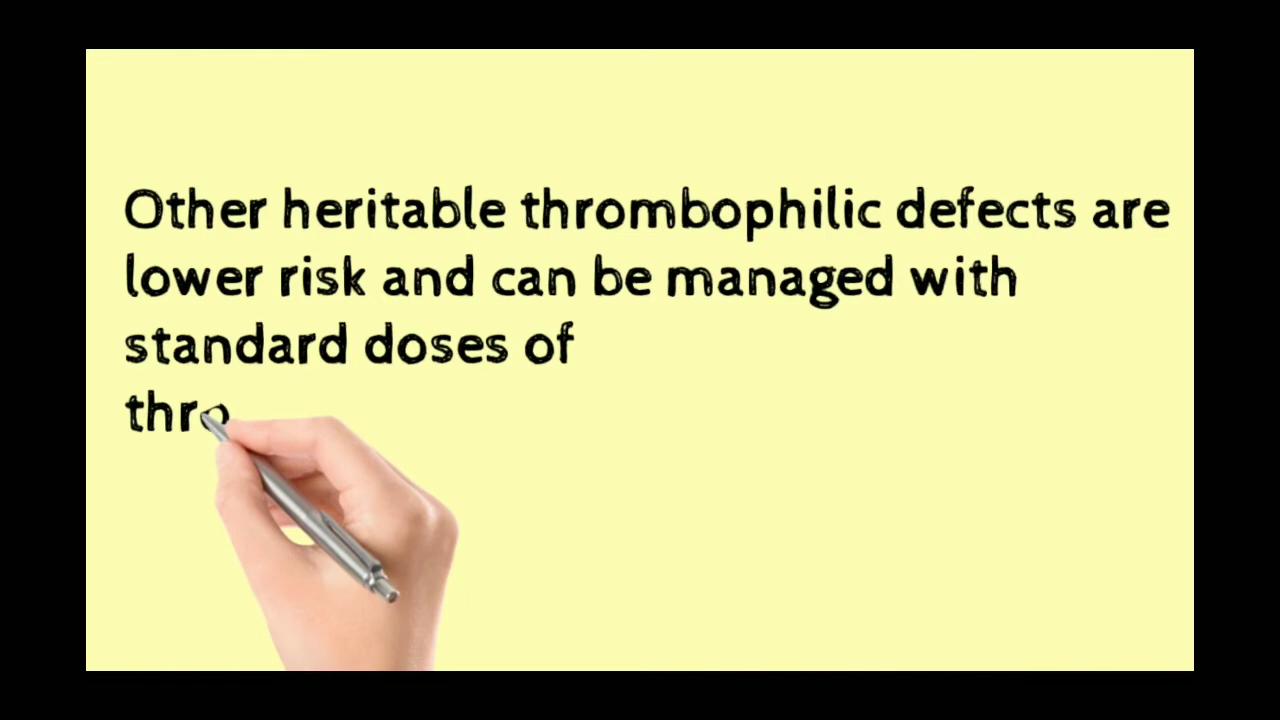 Other heritable thrombophilic defects are
lower risk and can be managed with
standard doses of
thro